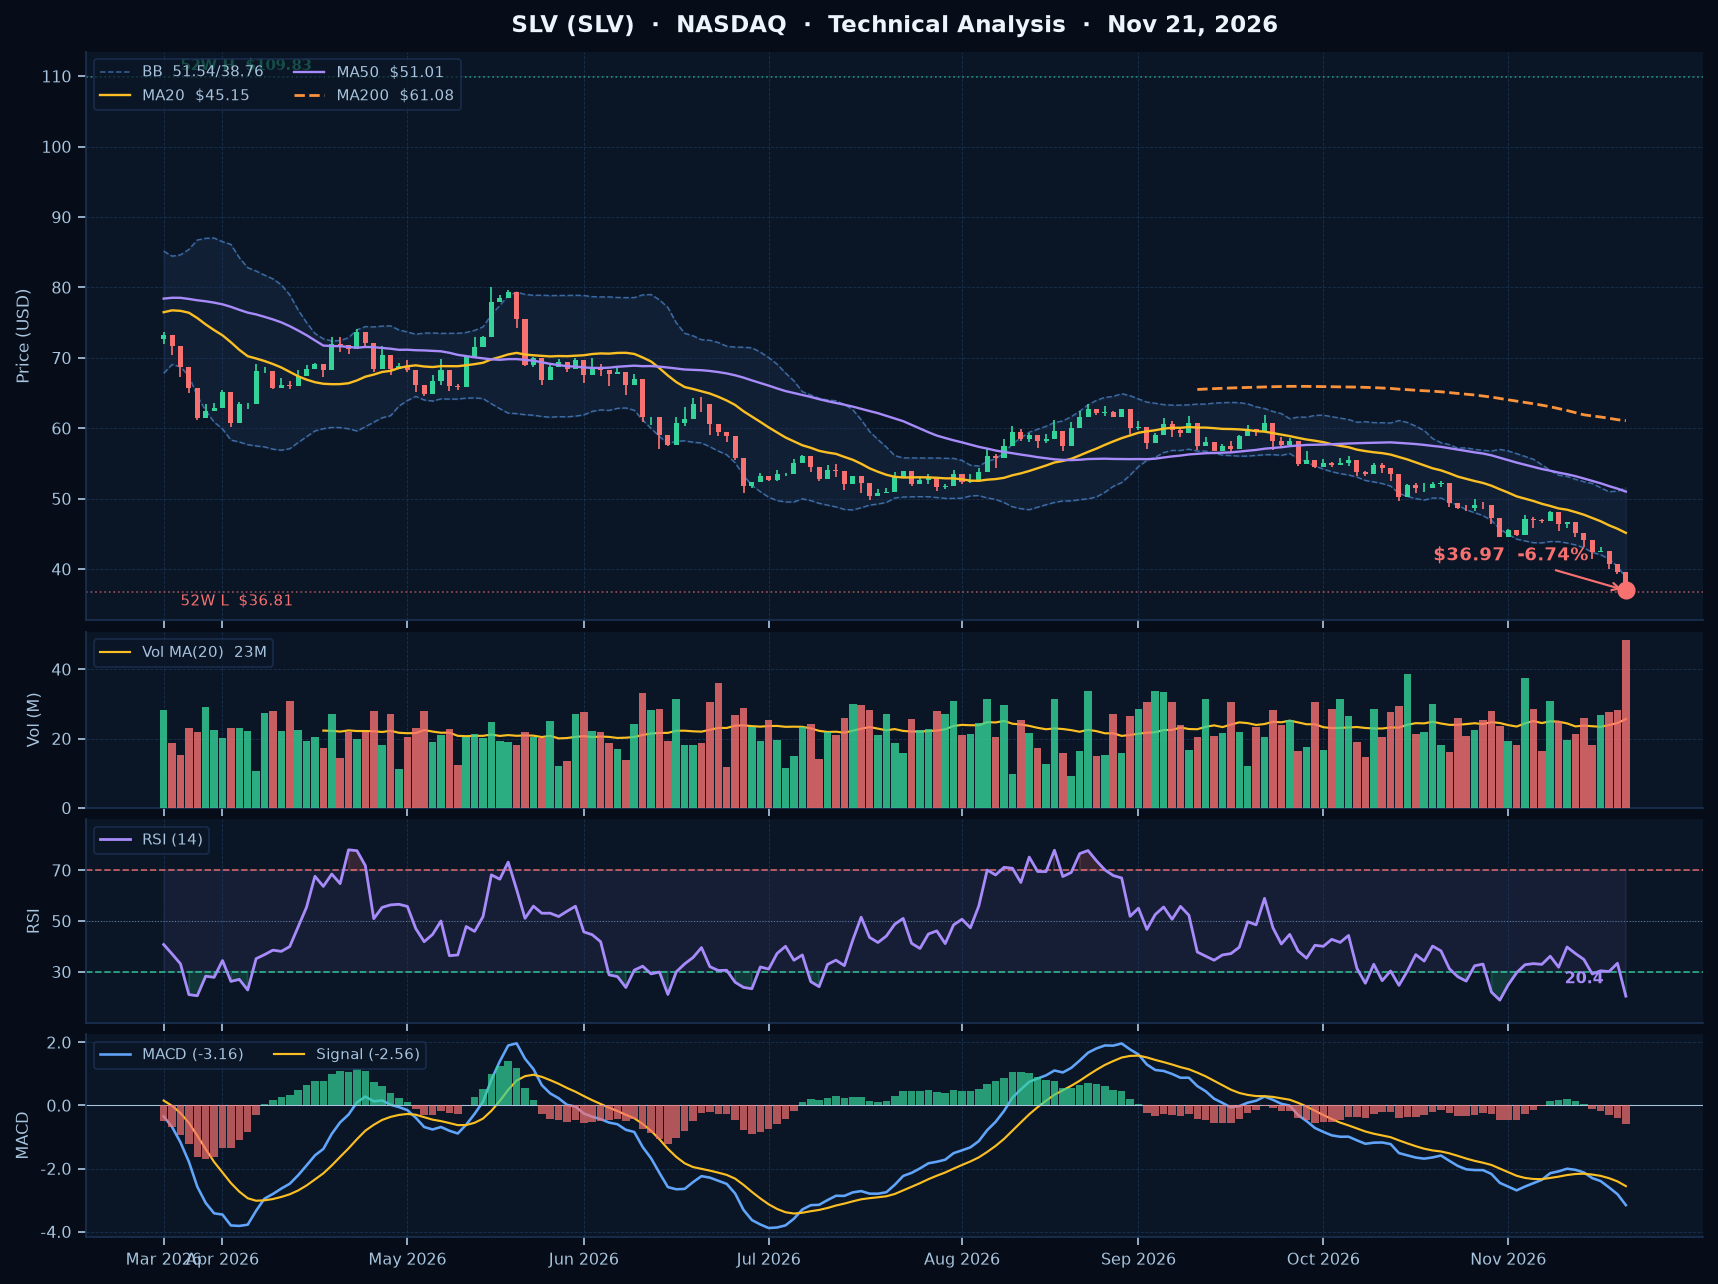 SLV (SLV) · NASDAQ · Technical Analysis · Nov 21, 2026
52W H $109.83
BB 51.54/38.76
MA20 $45.15
MA50 $51.01
MA200 $61.08
Price (USD)
110
100
90
80
70
60
50
40
$36.97 -6.74%
52W L $36.81
Vol MA(20) 23M
Vol (M)
40
20
0
RSI (14)
RSI
70
50
30
20.4
MACD (-3.16)
Signal (-2.56)
MACD
2.0
0.0
-2.0
-4.0
Mar 2026
Apr 2026
May 2026
Jun 2026
Jul 2026
Aug 2026
Sep 2026
Oct 2026
Nov 2026